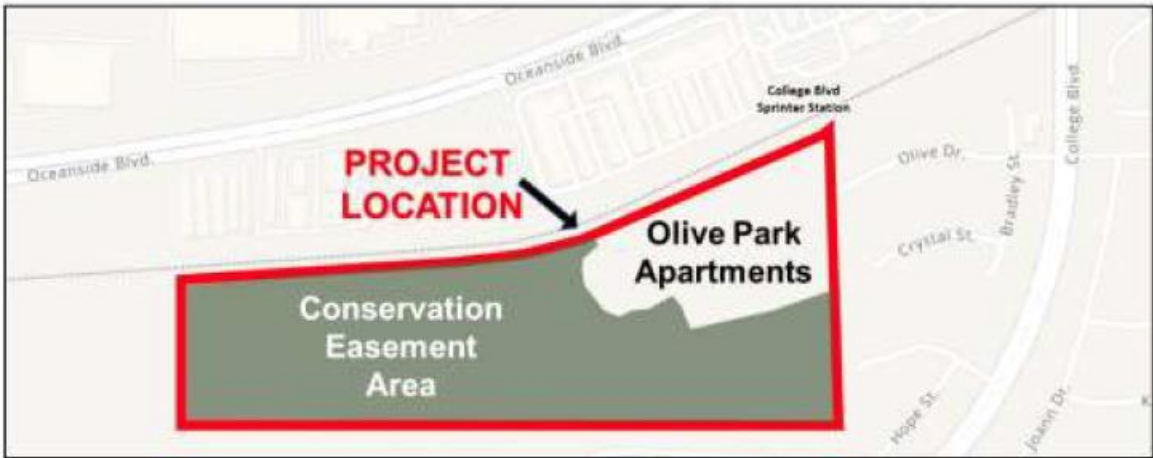 Oceanside Blvd.
College Blvd
Sprinter Station
College Blvd.
Oceanside Blvd.
PROJECT
LOCATION
Olive Dr.
Bradley St.
Olive Park
Apartments
Crystal St.
Conservation
Easement
Area
Hope St.
Joann Dr.
K